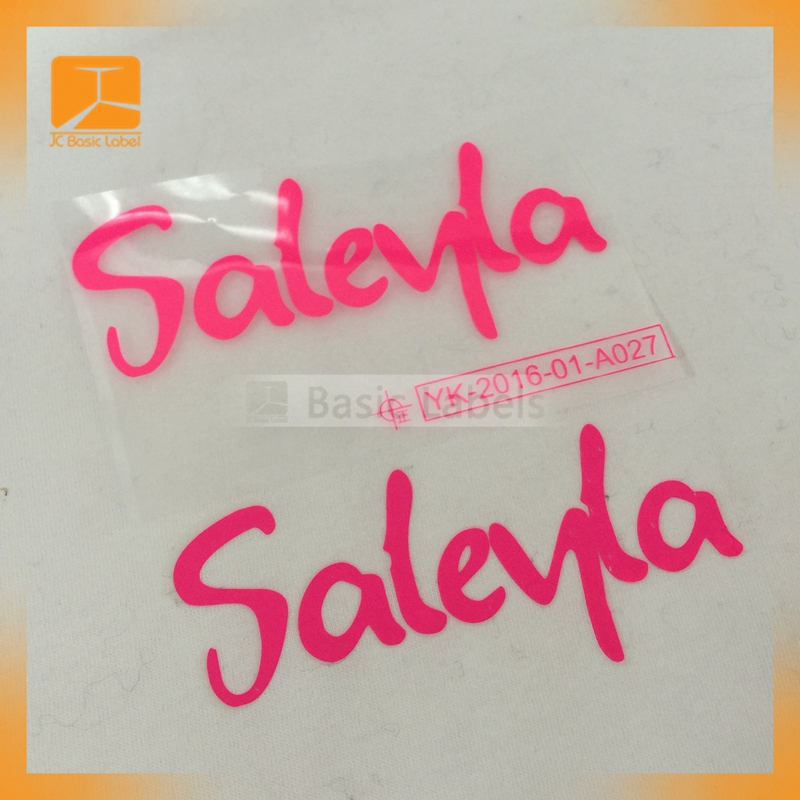 JC Basic Label
Saleyla
YK-2016-01-A027
Basic Labels
Saleyla